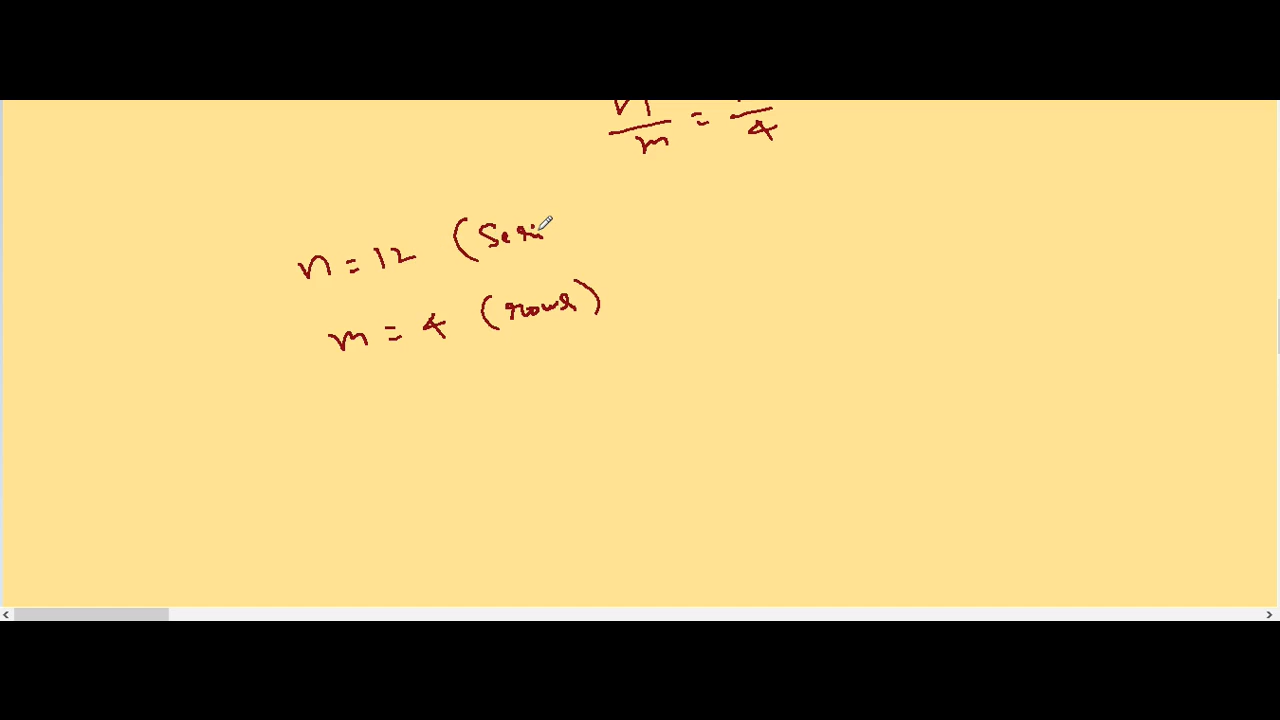 m = 4
n = 12 (Seri
m = 4 (rows)